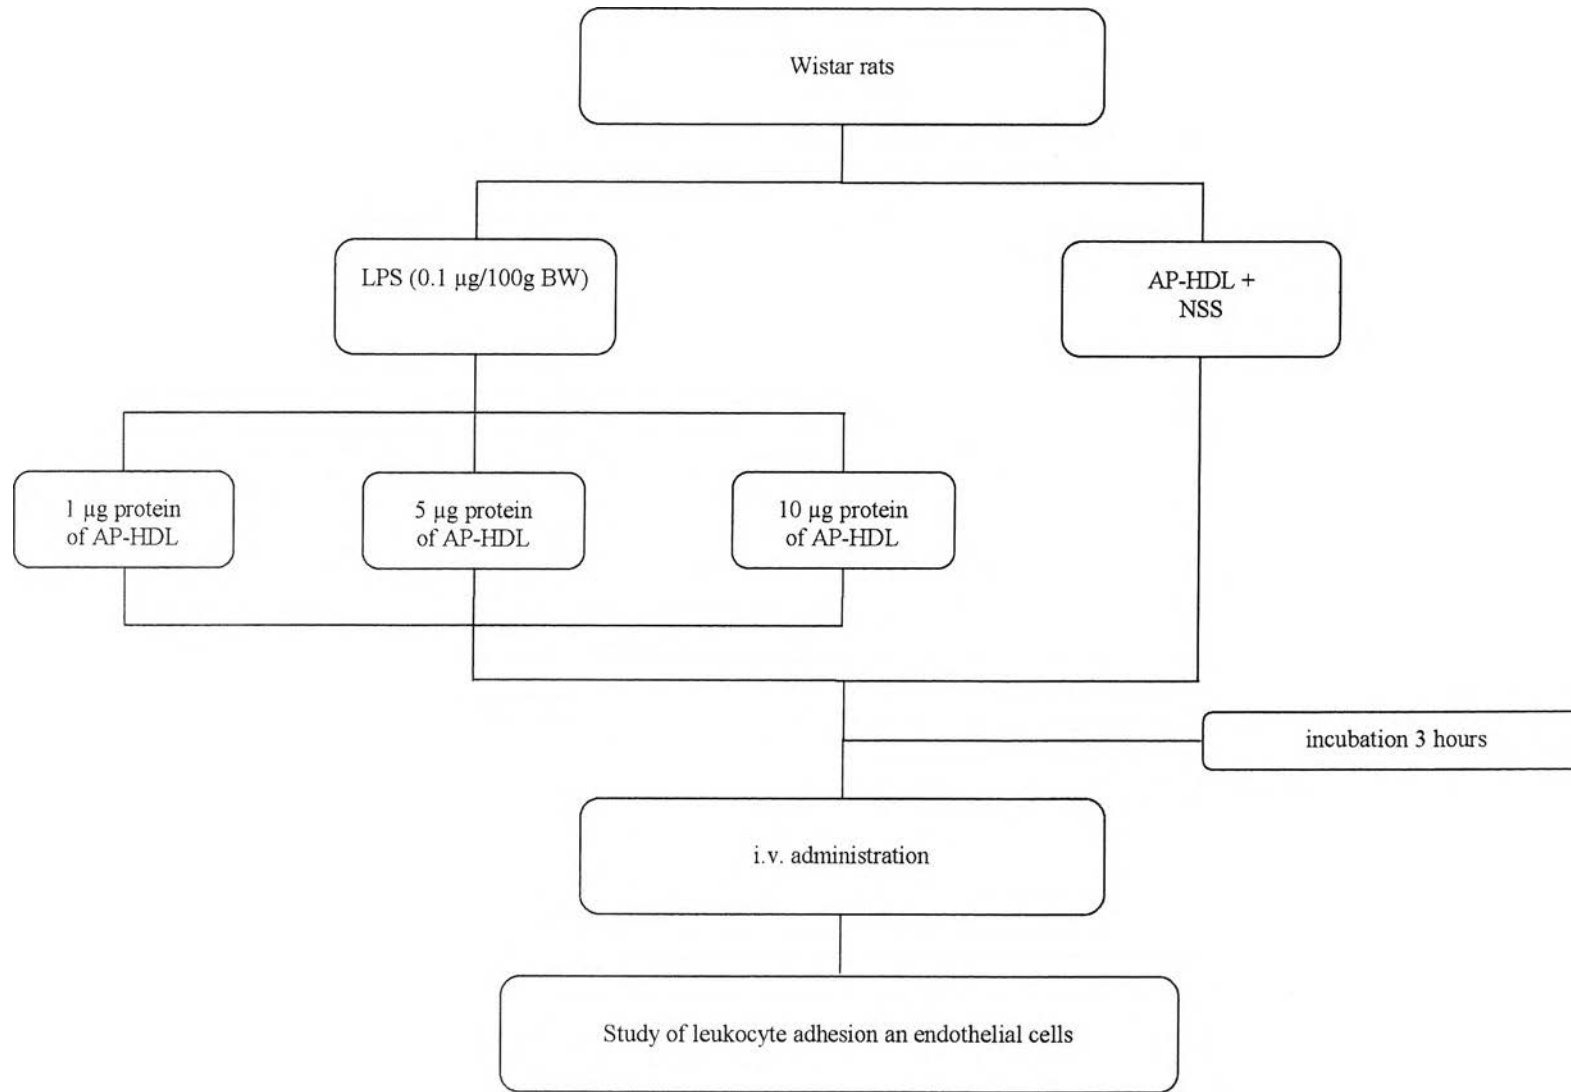 Wistar rats
LPS (0.1 µg/100g BW)
AP-HDL +
NSS
1 µg protein
of AP-HDL
5 µg protein
of AP-HDL
10 µg protein
of AP-HDL
incubation 3 hours
i.v. administration
Study of leukocyte adhesion an endothelial cells